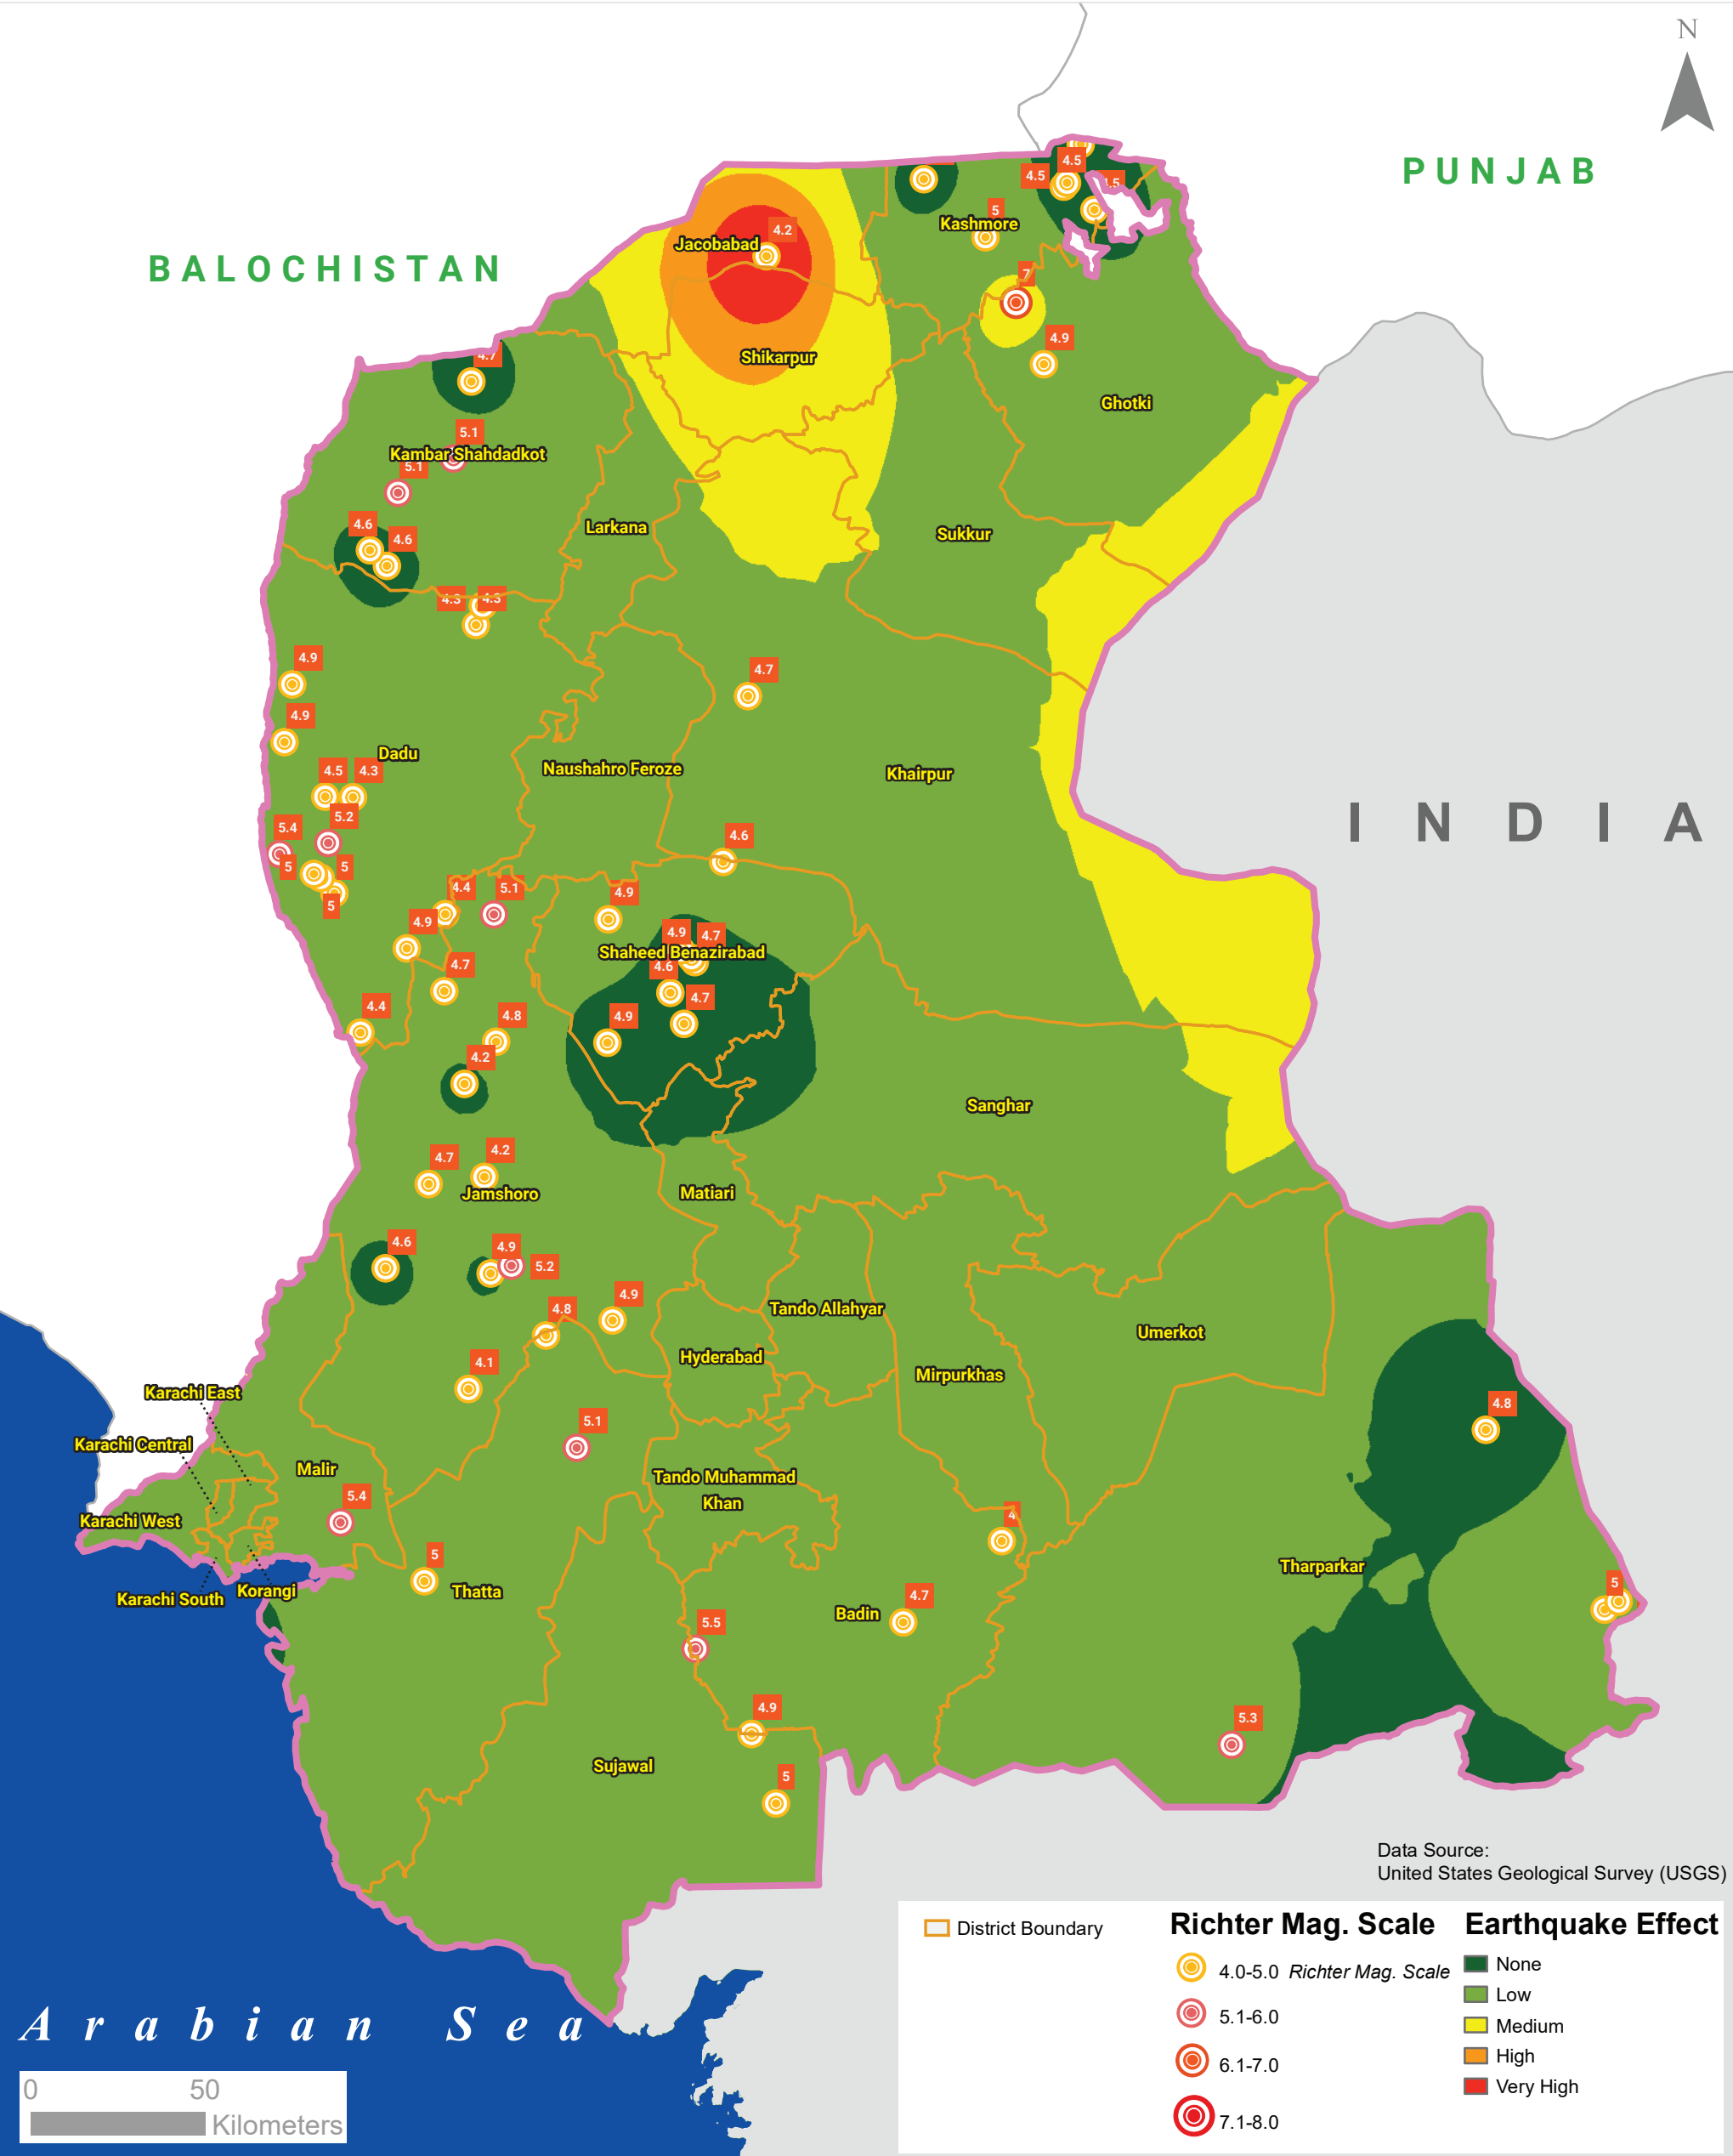 N
PUNJAB
BALOCHISTAN
4.5
4.5
4.5
5
Kashmore
4.2
Jacobabad
7
4.9
Shikarpur
4.7
Ghotki
5.1
Kambar Shahdadkot
5.1
4.6
4.6
Larkana
Sukkur
4.3
4.3
4.9
4.7
4.9
Dadu
Naushahro Feroze
Khairpur
4.5
4.3
INDIA
5.2
5.4
4.6
5
5
5
4.4
5.1
4.9
4.9
4.9
4.7
Shaheed Benazirabad
4.7
4.6
4.7
4.4
4.8
4.9
4.2
Sanghar
4.7
4.2
Jamshoro
Matiari
4.6
4.9
5.2
4.8
4.9
Tando Allahyar
Umerkot
Hyderabad
4.1
Mirpurkhas
Karachi East
4.8
5.1
Karachi Central
Malir
Tando Muhammad
Khan
5.4
Karachi West
4
5
Tharparkar
Karachi South
Korangi
Thatta
5
4.7
Badin
5.5
4.9
5.3
Sujawal
5
Data Source:
United States Geological Survey (USGS)
District Boundary
Richter Mag. Scale
4.0-5.0 Richter Mag. Scale
5.1-6.0
6.1-7.0
7.1-8.0
Earthquake Effect
None
Low
Medium
High
Very High
Arabian Sea
0 50
Kilometers